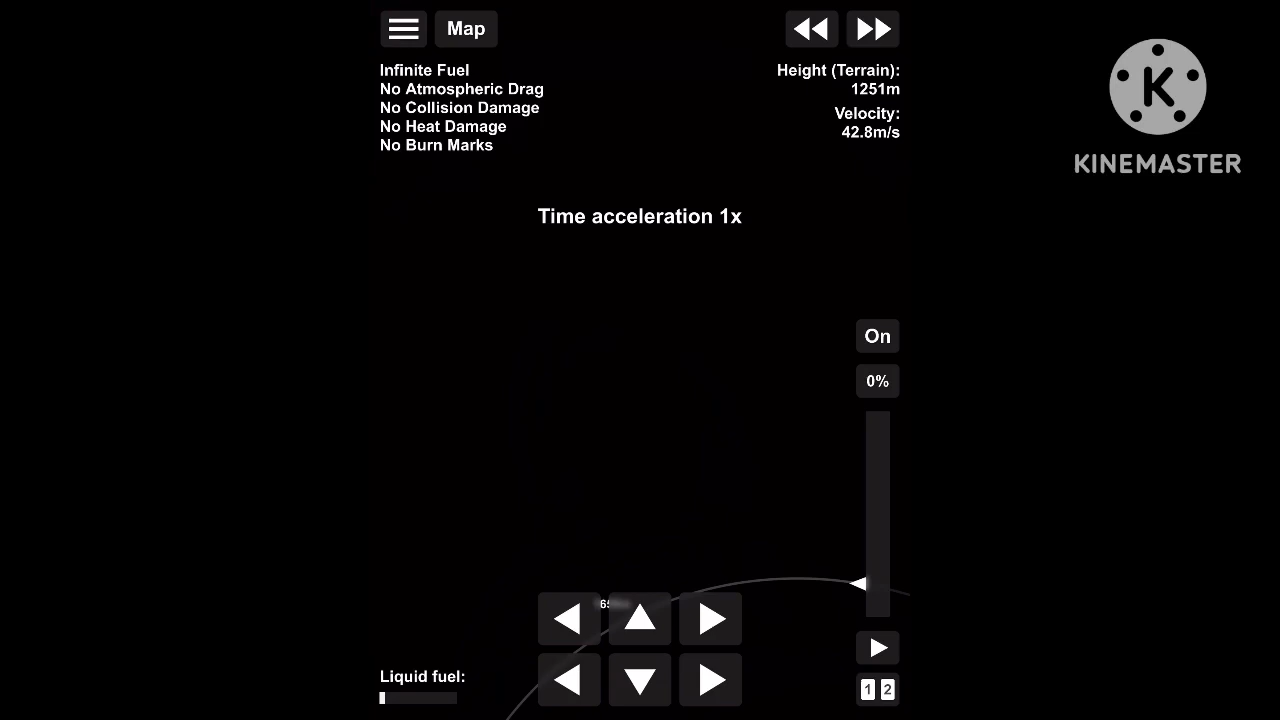 Map
Infinite Fuel
No Atmospheric Drag
No Collision Damage
No Heat Damage
No Burn Marks
Height (Terrain):
1251m
Velocity:
42.8m/s
K
KINEMASTER
Time acceleration 1x
On
0%
Liquid fuel:
1 2